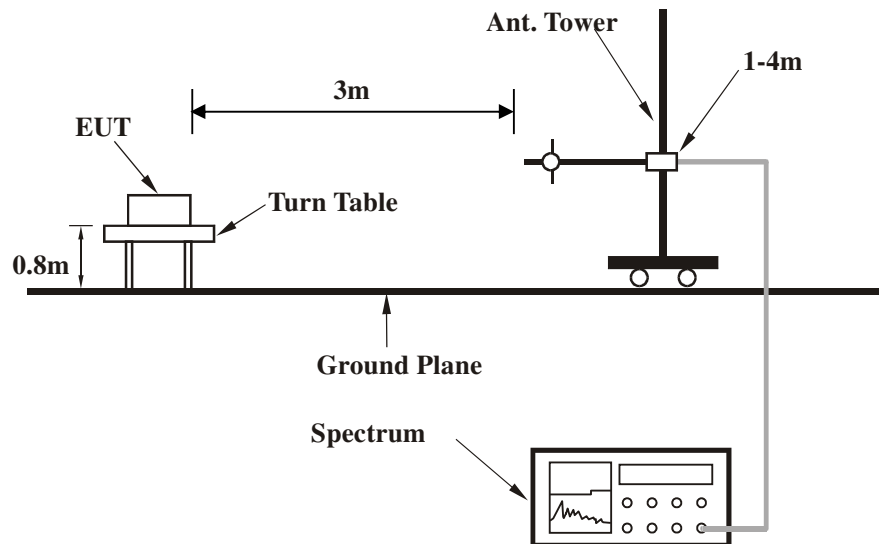 Ant. Tower
1-4m
3m
EUT
Turn Table
0.8m
Ground Plane
Spectrum